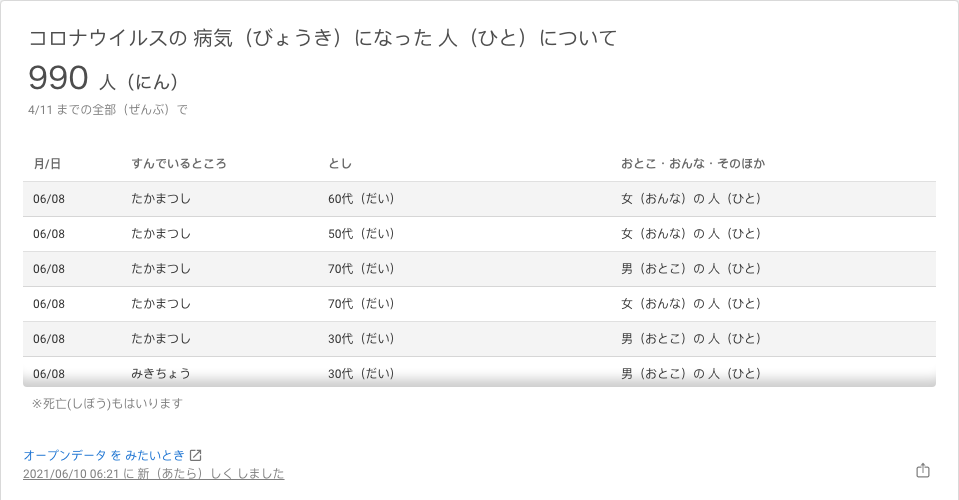 コロナウイルスの 病気（びょうき）になった 人（ひと）について
990 人（にん）
4/11 までの全部（ぜんぶ）で
月/日 すんでいるところ とし おとこ・おんな・そのほか
06/08 たかまつし 60代（だい） 女（おんな）の 人（ひと）
06/08 たかまつし 50代（だい） 女（おんな）の 人（ひと）
06/08 たかまつし 70代（だい） 男（おとこ）の 人（ひと）
06/08 たかまつし 70代（だい） 女（おんな）の 人（ひと）
06/08 たかまつし 30代（だい） 男（おとこ）の 人（ひと）
06/08 みきちょう 30代（だい） 男（おとこ）の 人（ひと）
※死亡(しぼう)もはいります
オープンデータ を みたいとき
2021/06/10 06:21 に 新（あたら）しく しました